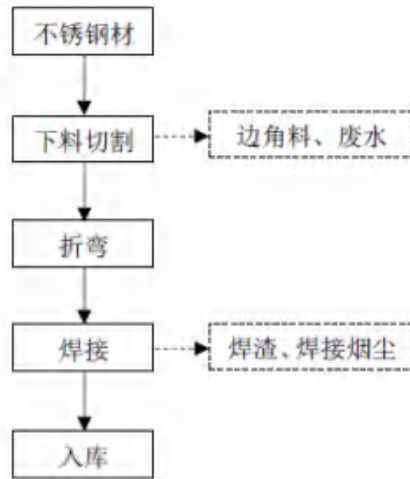 不锈钢材
下料切割
边角料、废水
折弯
焊接
焊渣、焊接烟尘
入库